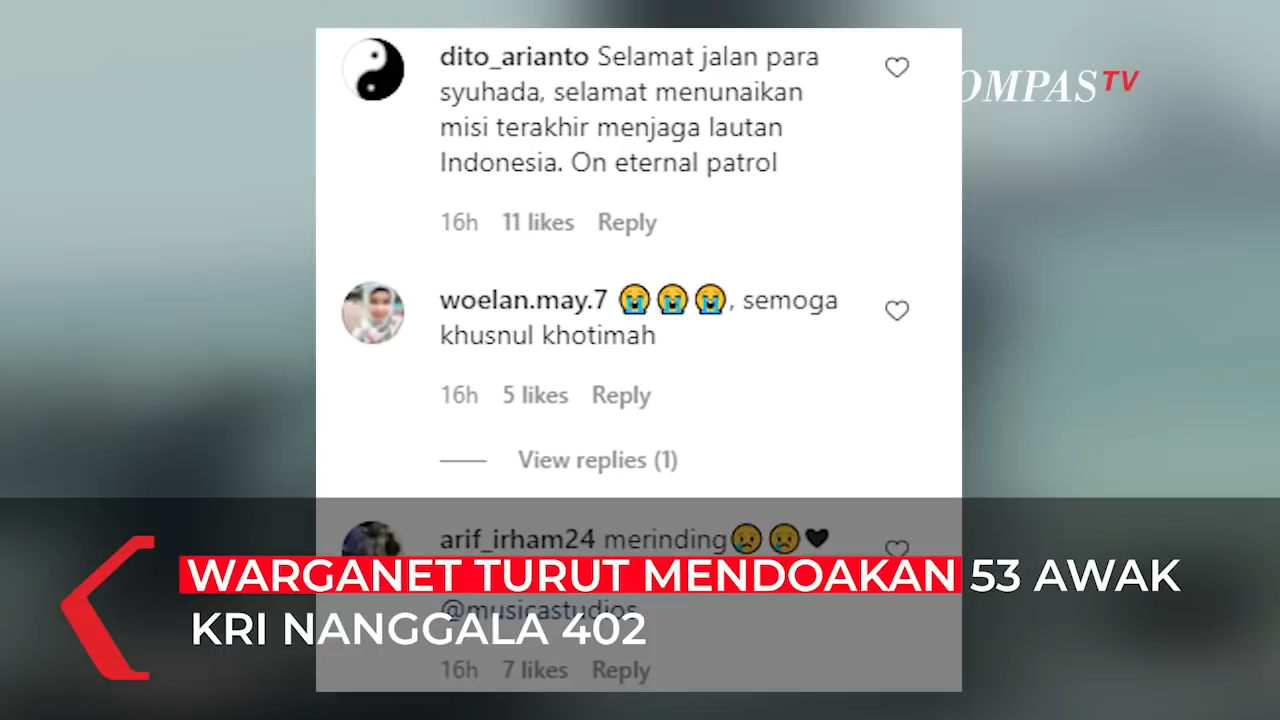 dito_arianto Selamat jalan para
syuhada, selamat menunaikan
misi terakhir menjaga lautan
Indonesia. On eternal patrol
OMPAS TV
16h 11 likes Reply
woelan.may.7 😭😭😭, semoga
khusnul khotimah
16h 5 likes Reply
View replies (1)
arif_irham24 merinding😢😢🖤
@musicastudios
WARGANET TURUT MENDOAKAN 53 AWAK
KRI NANGGALA 402
16h 7 likes Reply